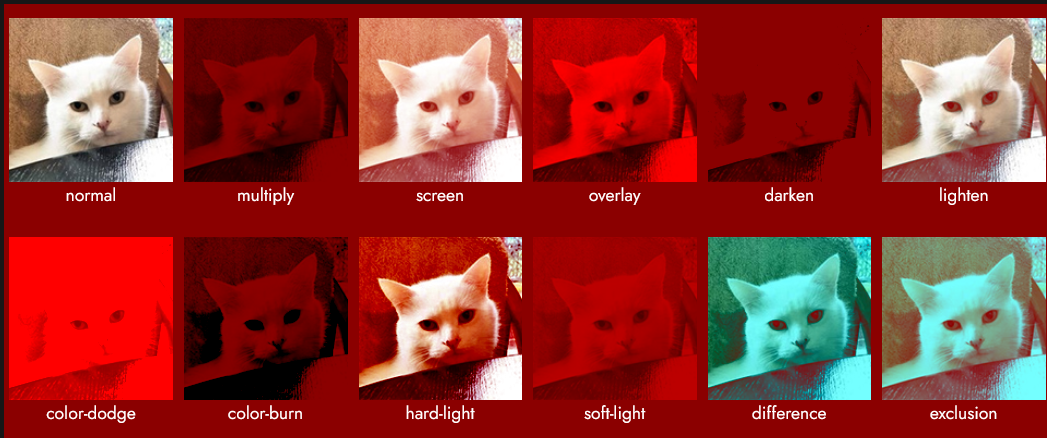 normal
multiply
screen
overlay
darken
lighten
color-dodge
color-burn
hard-light
soft-light
difference
exclusion